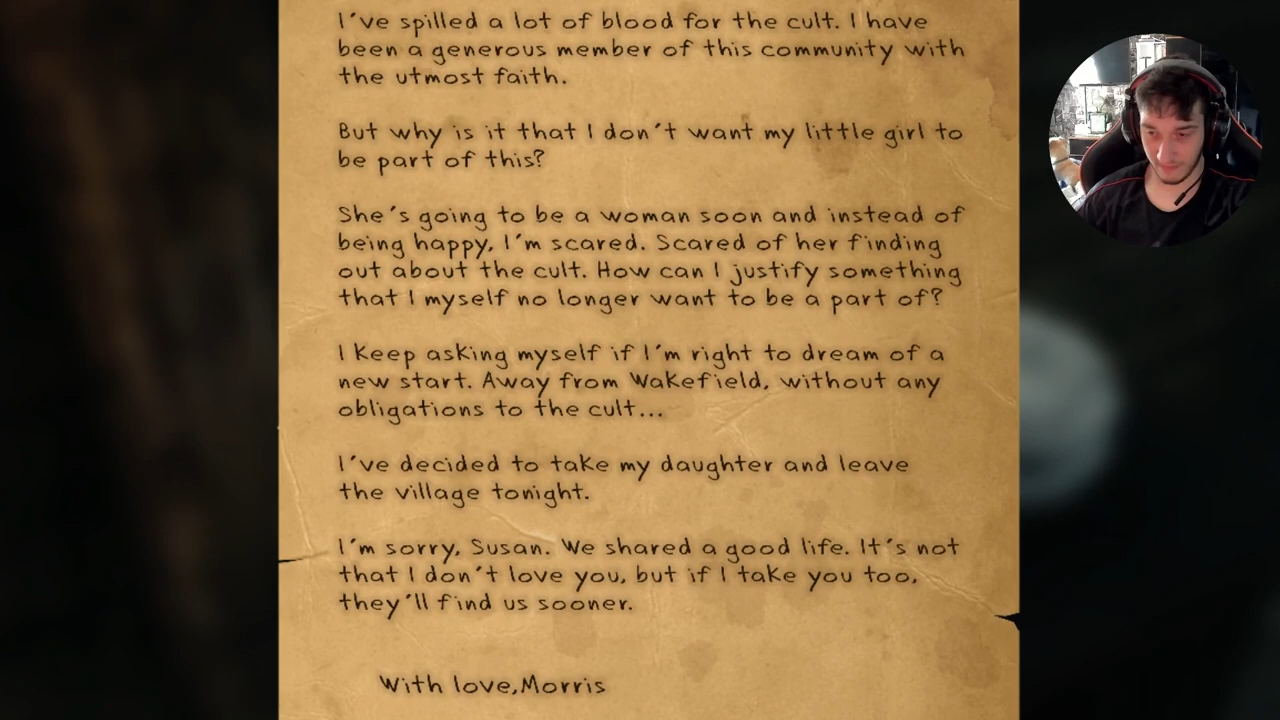 I've spilled a lot of blood for the cult. I have
been a generous member of this community with
the utmost faith.
But why is it that I don't want my little girl to
be part of this?
She's going to be a woman soon and instead of
being happy, I'm scared. Scared of her finding
out about the cult. How can I justify something
that I myself no longer want to be a part of?
I keep asking myself if I'm right to dream of a
new start. Away from Wakefield, without any
obligations to the cult...
I've decided to take my daughter and leave
the village tonight.
I'm sorry, Susan. We shared a good life. It's not
that I don't love you, but if I take you too,
they'll find us sooner.
With love,Morris